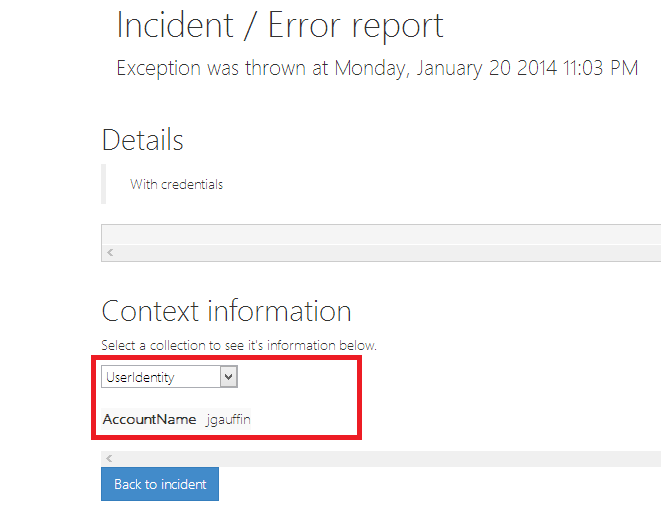 Incident / Error report
Exception was thrown at Monday, January 20 2014 11:03 PM
Details
With credentials
Context information
Select a collection to see it's information below.
UserIdentity
AccountName jgauffin
Back to incident